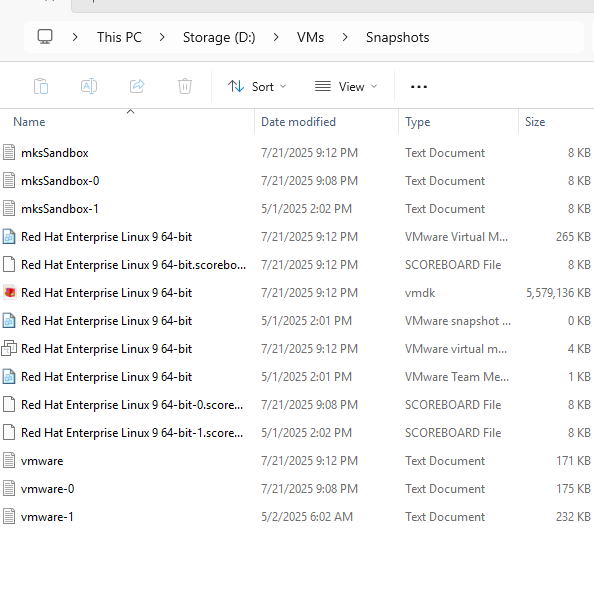 This PC > Storage (D:) > VMs > Snapshots
Sort View ...
Name Date modified Type Size
mksSandbox 7/21/2025 9:12 PM Text Document 8 KB
mksSandbox-0 7/21/2025 9:08 PM Text Document 8 KB
mksSandbox-1 5/1/2025 2:02 PM Text Document 8 KB
Red Hat Enterprise Linux 9 64-bit 7/21/2025 9:12 PM VMware Virtual M... 265 KB
Red Hat Enterprise Linux 9 64-bit.scorebo... 7/21/2025 9:12 PM SCOREBOARD File 8 KB
Red Hat Enterprise Linux 9 64-bit 7/21/2025 9:12 PM vmdk 5,579,136 KB
Red Hat Enterprise Linux 9 64-bit 5/1/2025 2:01 PM VMware snapshot ... 0 KB
Red Hat Enterprise Linux 9 64-bit 7/21/2025 9:12 PM VMware virtual m... 4 KB
Red Hat Enterprise Linux 9 64-bit 5/1/2025 2:01 PM VMware Team Me... 1 KB
Red Hat Enterprise Linux 9 64-bit-0.score... 7/21/2025 9:08 PM SCOREBOARD File 8 KB
Red Hat Enterprise Linux 9 64-bit-1.score... 5/1/2025 2:02 PM SCOREBOARD File 8 KB
vmware 7/21/2025 9:12 PM Text Document 171 KB
vmware-0 7/21/2025 9:08 PM Text Document 175 KB
vmware-1 5/2/2025 6:02 AM Text Document 232 KB